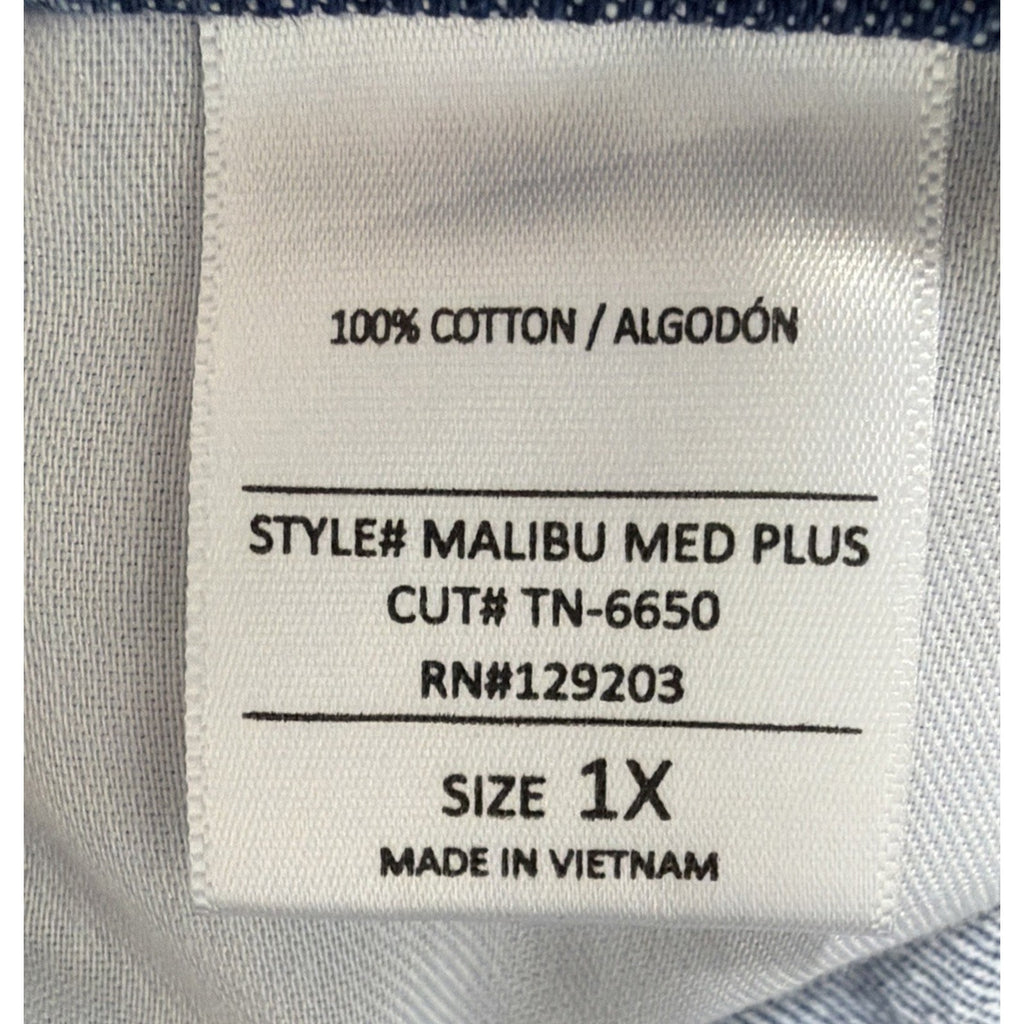 100% COTTON / ALGODÓN
STYLE# MALIBU MED PLUS
CUT# TN-6650
RN#129203
SIZE 1X
MADE IN VIETNAM